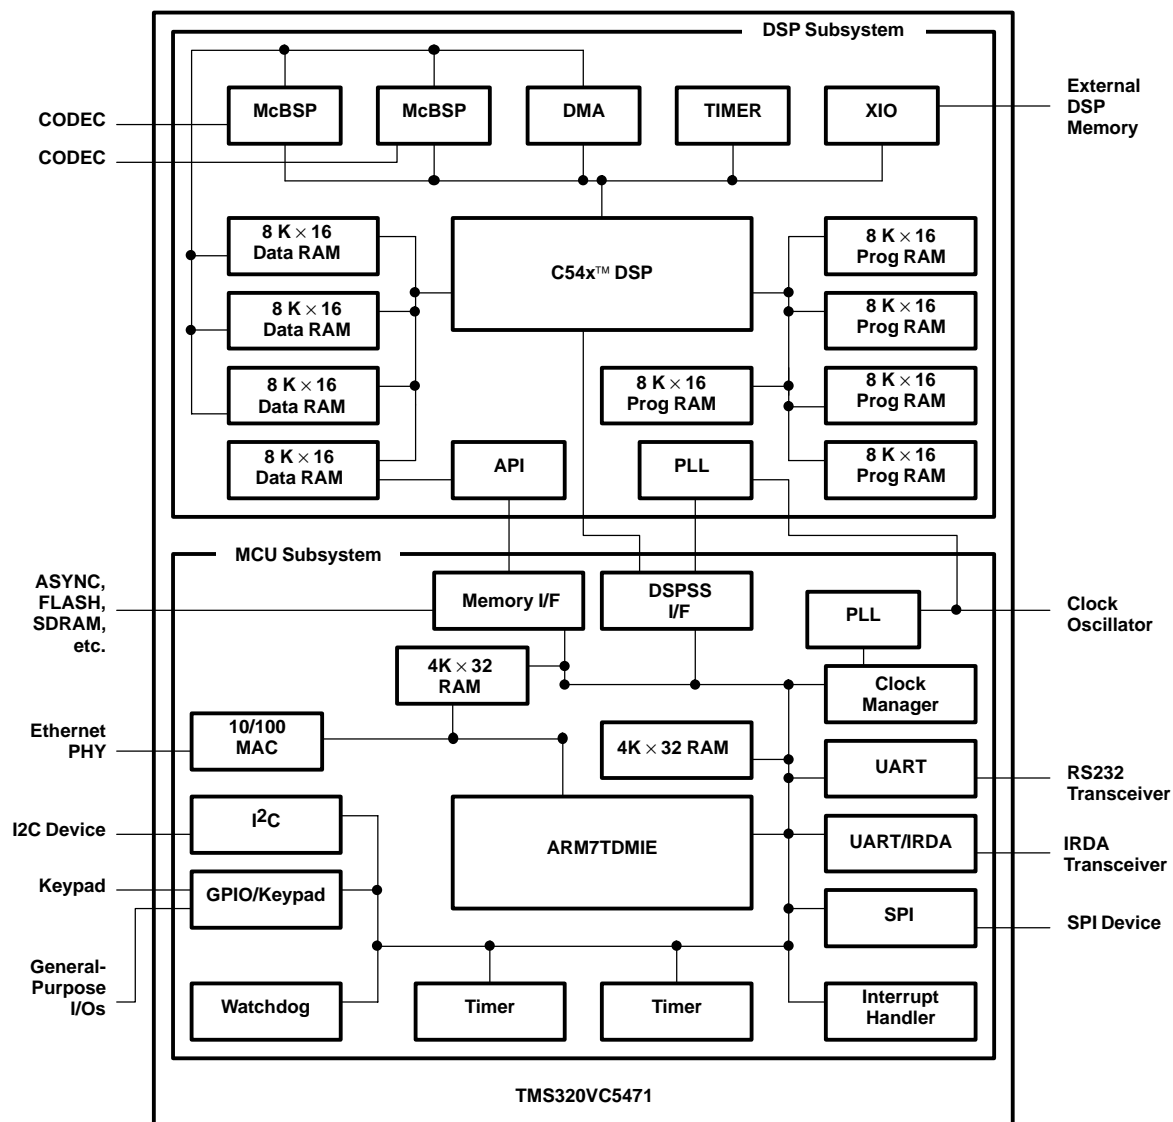 DSP Subsystem
McBSP
McBSP
DMA
TIMER
XIO
External
DSP
Memory
CODEC
CODEC
8 K × 16
Data RAM
8 K × 16
Data RAM
8 K × 16
Data RAM
8 K × 16
Data RAM
C54x™ DSP
8 K × 16
Prog RAM
8 K × 16
Prog RAM
8 K × 16
Prog RAM
8 K × 16
Prog RAM
8 K × 16
Prog RAM
API
PLL
MCU Subsystem
ASYNC,
FLASH,
SDRAM,
etc.
Memory I/F
DSPSS
I/F
PLL
Clock
Oscillator
4K × 32
RAM
Clock
Manager
Ethernet
PHY
10/100
MAC
4K × 32 RAM
UART
RS232
Transceiver
I2C Device
I²C
ARM7TDMIE
UART/IRDA
IRDA
Transceiver
Keypad
GPIO/Keypad
SPI
SPI Device
General-
Purpose
I/Os
Watchdog
Timer
Timer
Interrupt
Handler
TMS320VC5471